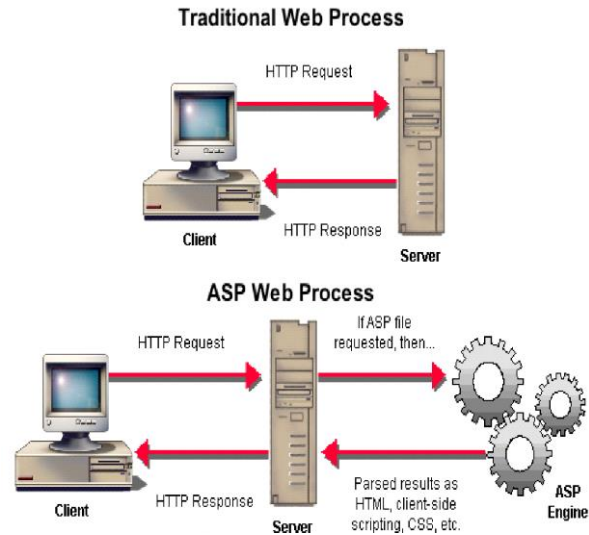 Traditional Web Process
HTTP Request
HTTP Response
Client
Server
ASP Web Process
HTTP Request
If ASP file
requested, then...
HTTP Response
Parsed results as
HTML, client-side
scripting, CSS, etc.
Client
Server
ASP
Engine